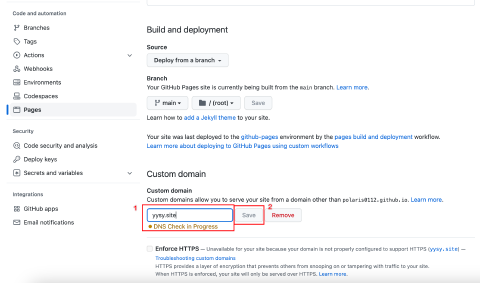 Code and automation
Branches
Tags
Actions
Webhooks
Environments
Codespaces
Pages
Security
Code security and analysis
Deploy keys
Secrets and variables
Integrations
GitHub apps
Email notifications
Build and deployment
Source
Deploy from a branch
Branch
Your GitHub Pages site is currently being built from the main branch. Learn more.
main
/ (root)
Save
Learn how to add a Jekyll theme to your site.
Your site was last deployed to the github-pages environment by the pages build and deployment workflow.
Learn more about deploying to GitHub Pages using custom workflows
Custom domain
Custom domain
Custom domains allow you to serve your site from a domain other than polaris0112.github.io. Learn more.
1
yysy.site
Save
2
Remove
DNS Check in Progress
Enforce HTTPS — Unavailable for your site because your domain is not properly configured to support HTTPS (yysy.site) —
Troubleshooting custom domains
HTTPS provides a layer of encryption that prevents others from snooping on or tampering with traffic to your site.
When HTTPS is enforced, your site will only be served over HTTPS. Learn more.